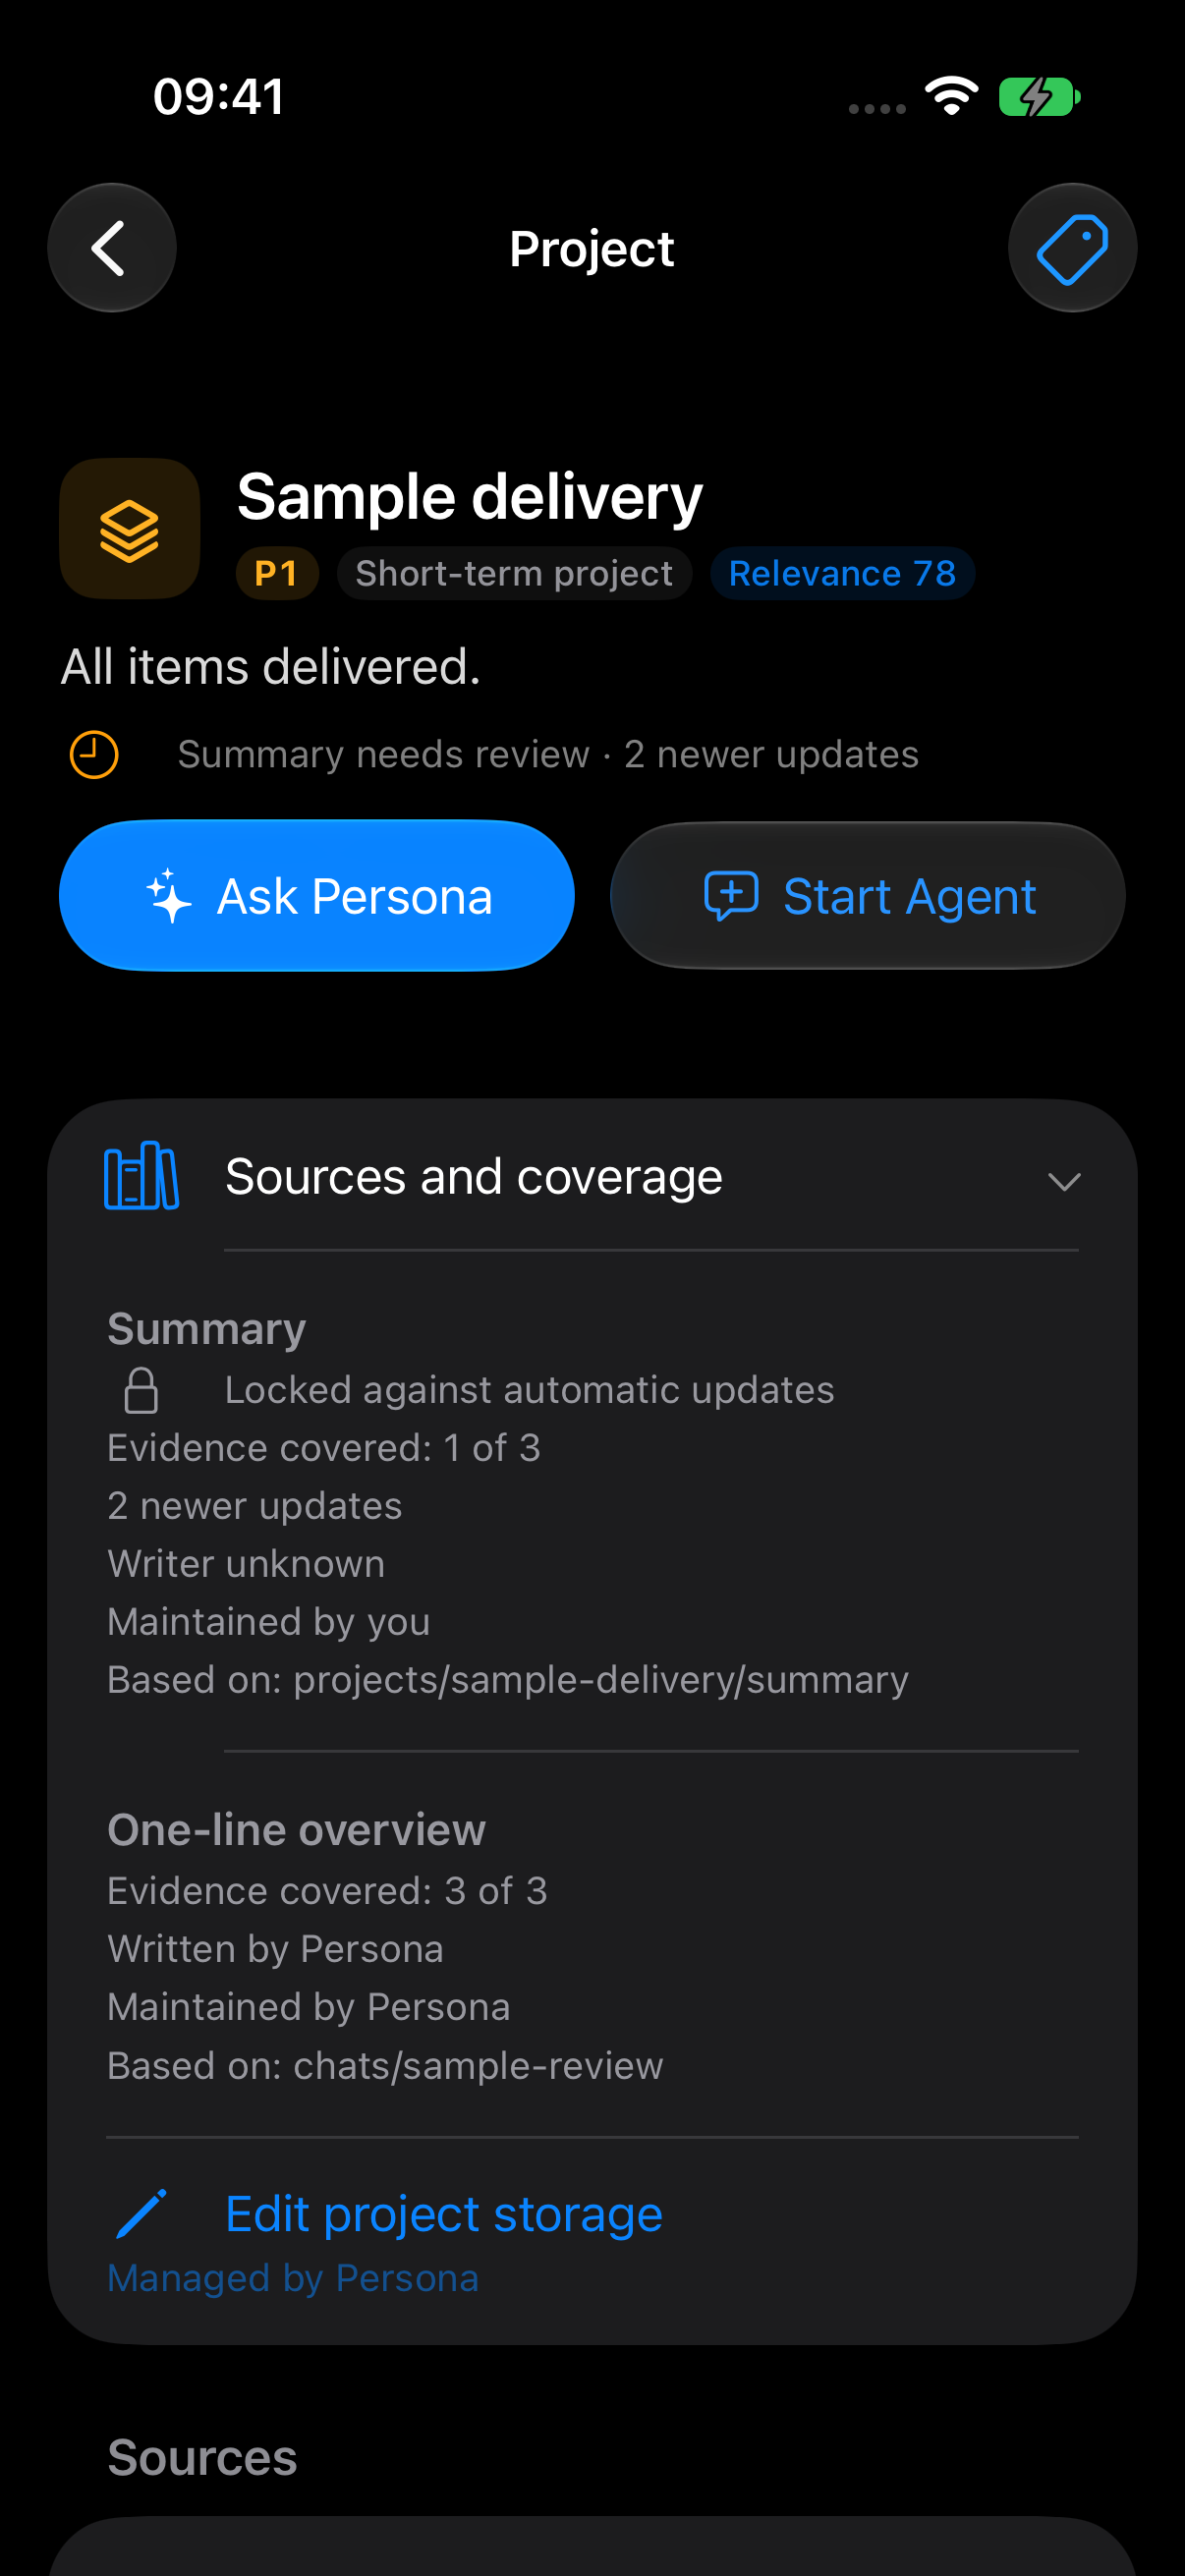 09:41
Project
Sample delivery
P1 Short-term project Relevance 78
All items delivered.
Summary needs review · 2 newer updates
Ask Persona Start Agent
Sources and coverage
Summary
Locked against automatic updates
Evidence covered: 1 of 3
2 newer updates
Writer unknown
Maintained by you
Based on: projects/sample-delivery/summary
One-line overview
Evidence covered: 3 of 3
Written by Persona
Maintained by Persona
Based on: chats/sample-review
Edit project storage
Managed by Persona
Sources